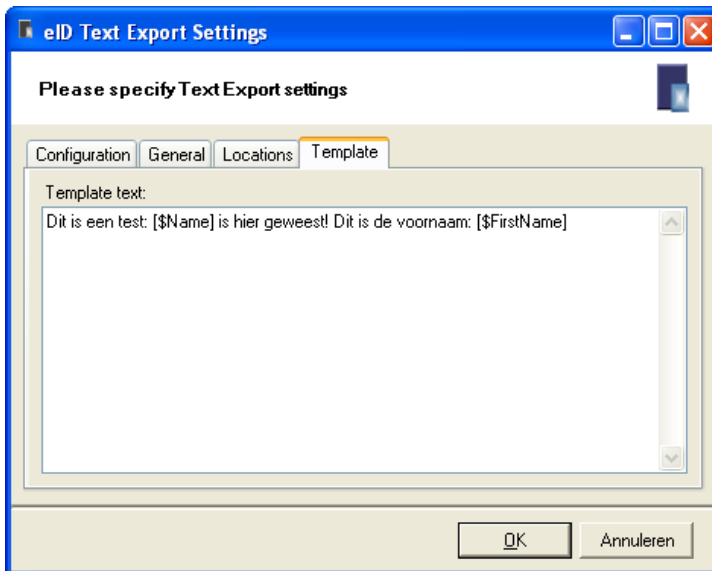 eID Text Export Settings
Please specify Text Export settings
Configuration General Locations Template
Template text:
Dit is een test: [$Name] is hier geweest! Dit is de voornaam: [$FirstName]
OK Annuleren